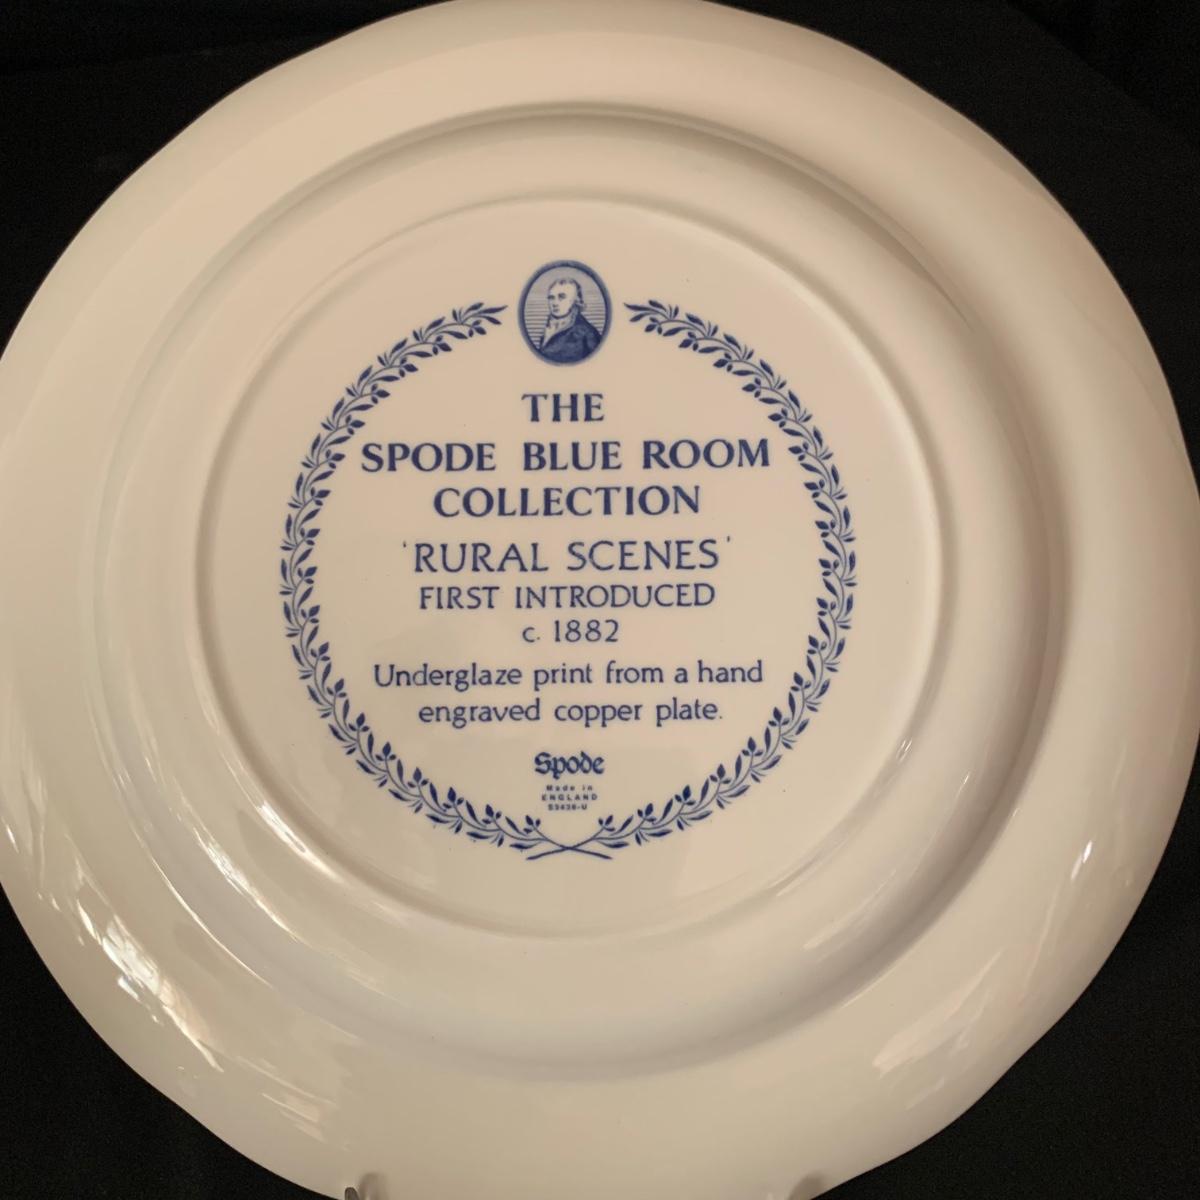 THE
SPODE BLUE ROOM
COLLECTION
'RURAL SCENES'
FIRST INTRODUCED
c. 1882
Underglaze print from a hand
engraved copper plate.
Spode
Made in
ENGLAND